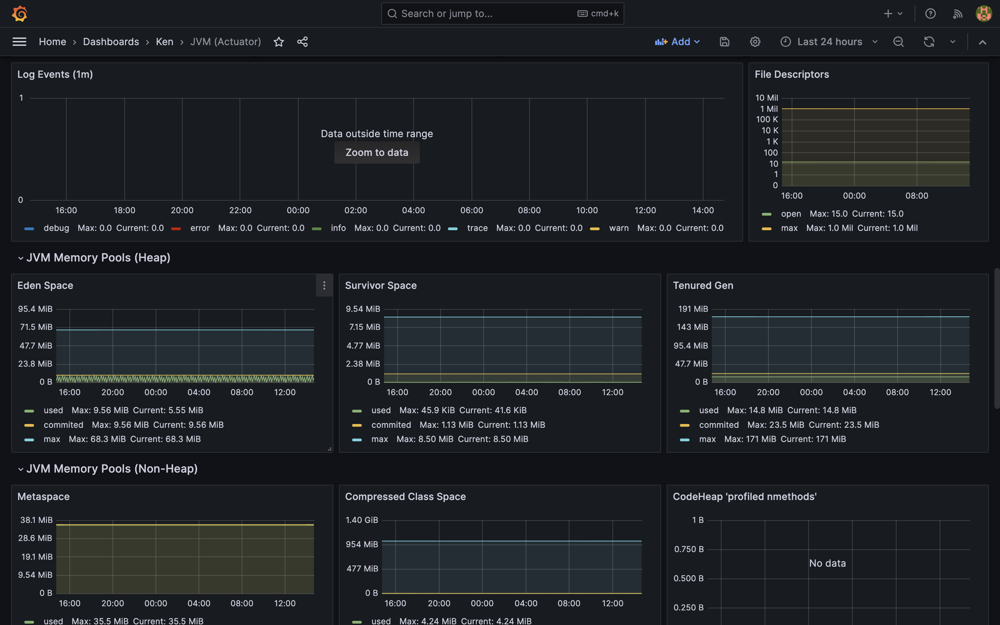 Search or jump to... cmd+k
Home › Dashboards › Ken › JVM (Actuator) Add Last 24 hours
Log Events (1m)
1
Data outside time range
Zoom to data
0
16:00 18:00 20:00 22:00 00:00 02:00 04:00 06:00 08:00 10:00 12:00 14:00
debug Max: 0.0 Current: 0.0 error Max: 0.0 Current: 0.0 info Max: 0.0 Current: 0.0 trace Max: 0.0 Current: 0.0 warn Max: 0.0 Current: 0.0
File Descriptors
10 Mil
1 Mil
100 K
10 K
1 K
100
10
1
0
16:00 00:00 08:00
open Max: 15.0 Current: 15.0
max Max: 1.0 Mil Current: 1.0 Mil
JVM Memory Pools (Heap)
Eden Space
95.4 MiB
71.5 MiB
47.7 MiB
23.8 MiB
0 B
16:00 20:00 00:00 04:00 08:00 12:00
used Max: 9.56 MiB Current: 5.55 MiB
commited Max: 9.56 MiB Current: 9.56 MiB
max Max: 68.3 MiB Current: 68.3 MiB
Survivor Space
9.54 MiB
7.15 MiB
4.77 MiB
2.38 MiB
0 B
16:00 20:00 00:00 04:00 08:00 12:00
used Max: 45.9 KiB Current: 41.6 KiB
commited Max: 1.13 MiB Current: 1.13 MiB
max Max: 8.50 MiB Current: 8.50 MiB
Tenured Gen
191 MiB
143 MiB
95.4 MiB
47.7 MiB
0 B
16:00 20:00 00:00 04:00 08:00 12:00
used Max: 14.8 MiB Current: 14.8 MiB
commited Max: 23.5 MiB Current: 23.5 MiB
max Max: 171 MiB Current: 171 MiB
JVM Memory Pools (Non-Heap)
Metaspace
38.1 MiB
28.6 MiB
19.1 MiB
9.54 MiB
0 B
16:00 20:00 00:00 04:00 08:00 12:00
used Max: 35.5 MiB Current: 35.5 MiB
Compressed Class Space
1.40 GiB
954 MiB
477 MiB
0 B
16:00 20:00 00:00 04:00 08:00 12:00
used Max: 4.24 MiB Current: 4.24 MiB
CodeHeap 'profiled nmethods'
1 B
0.750 B
No data
0.500 B
0.250 B